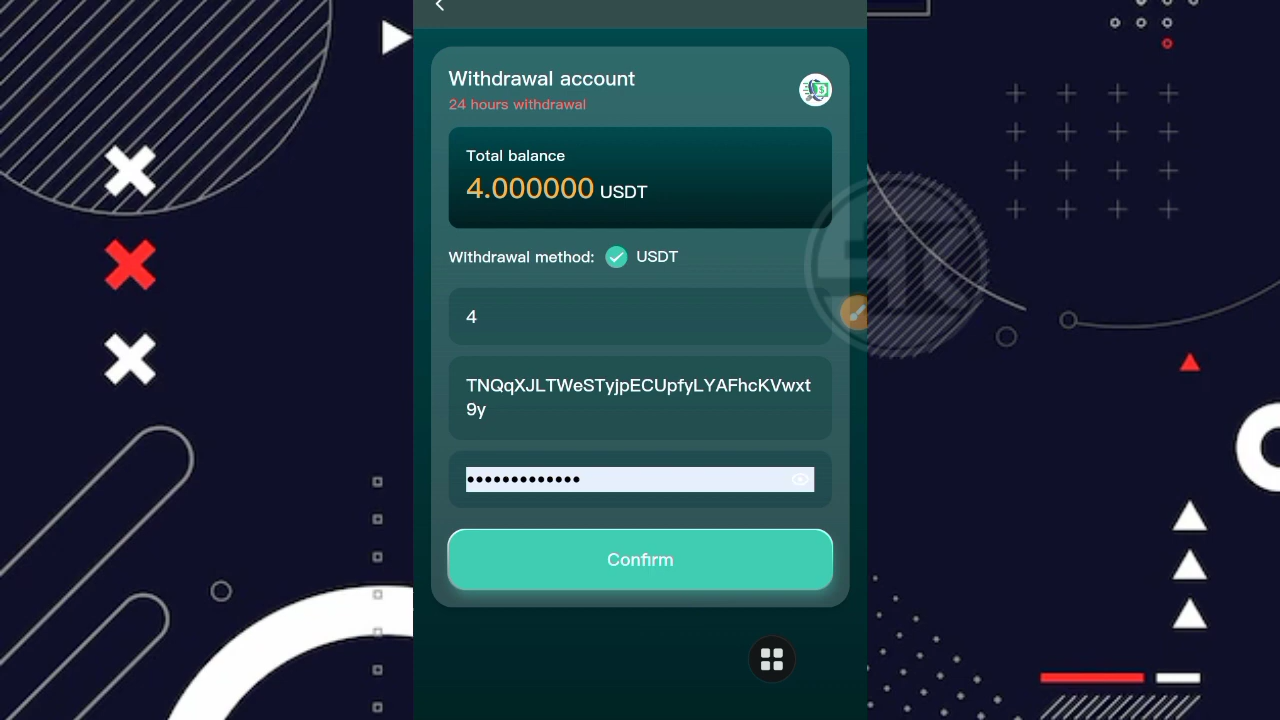 Withdrawal account
24 hours withdrawal
Total balance
4.000000 USDT
Withdrawal method: USDT
4
TNQqXJLTWeSTyjpECUpfyLYAFhcKVwxt
9y
•••••••••••••
Confirm